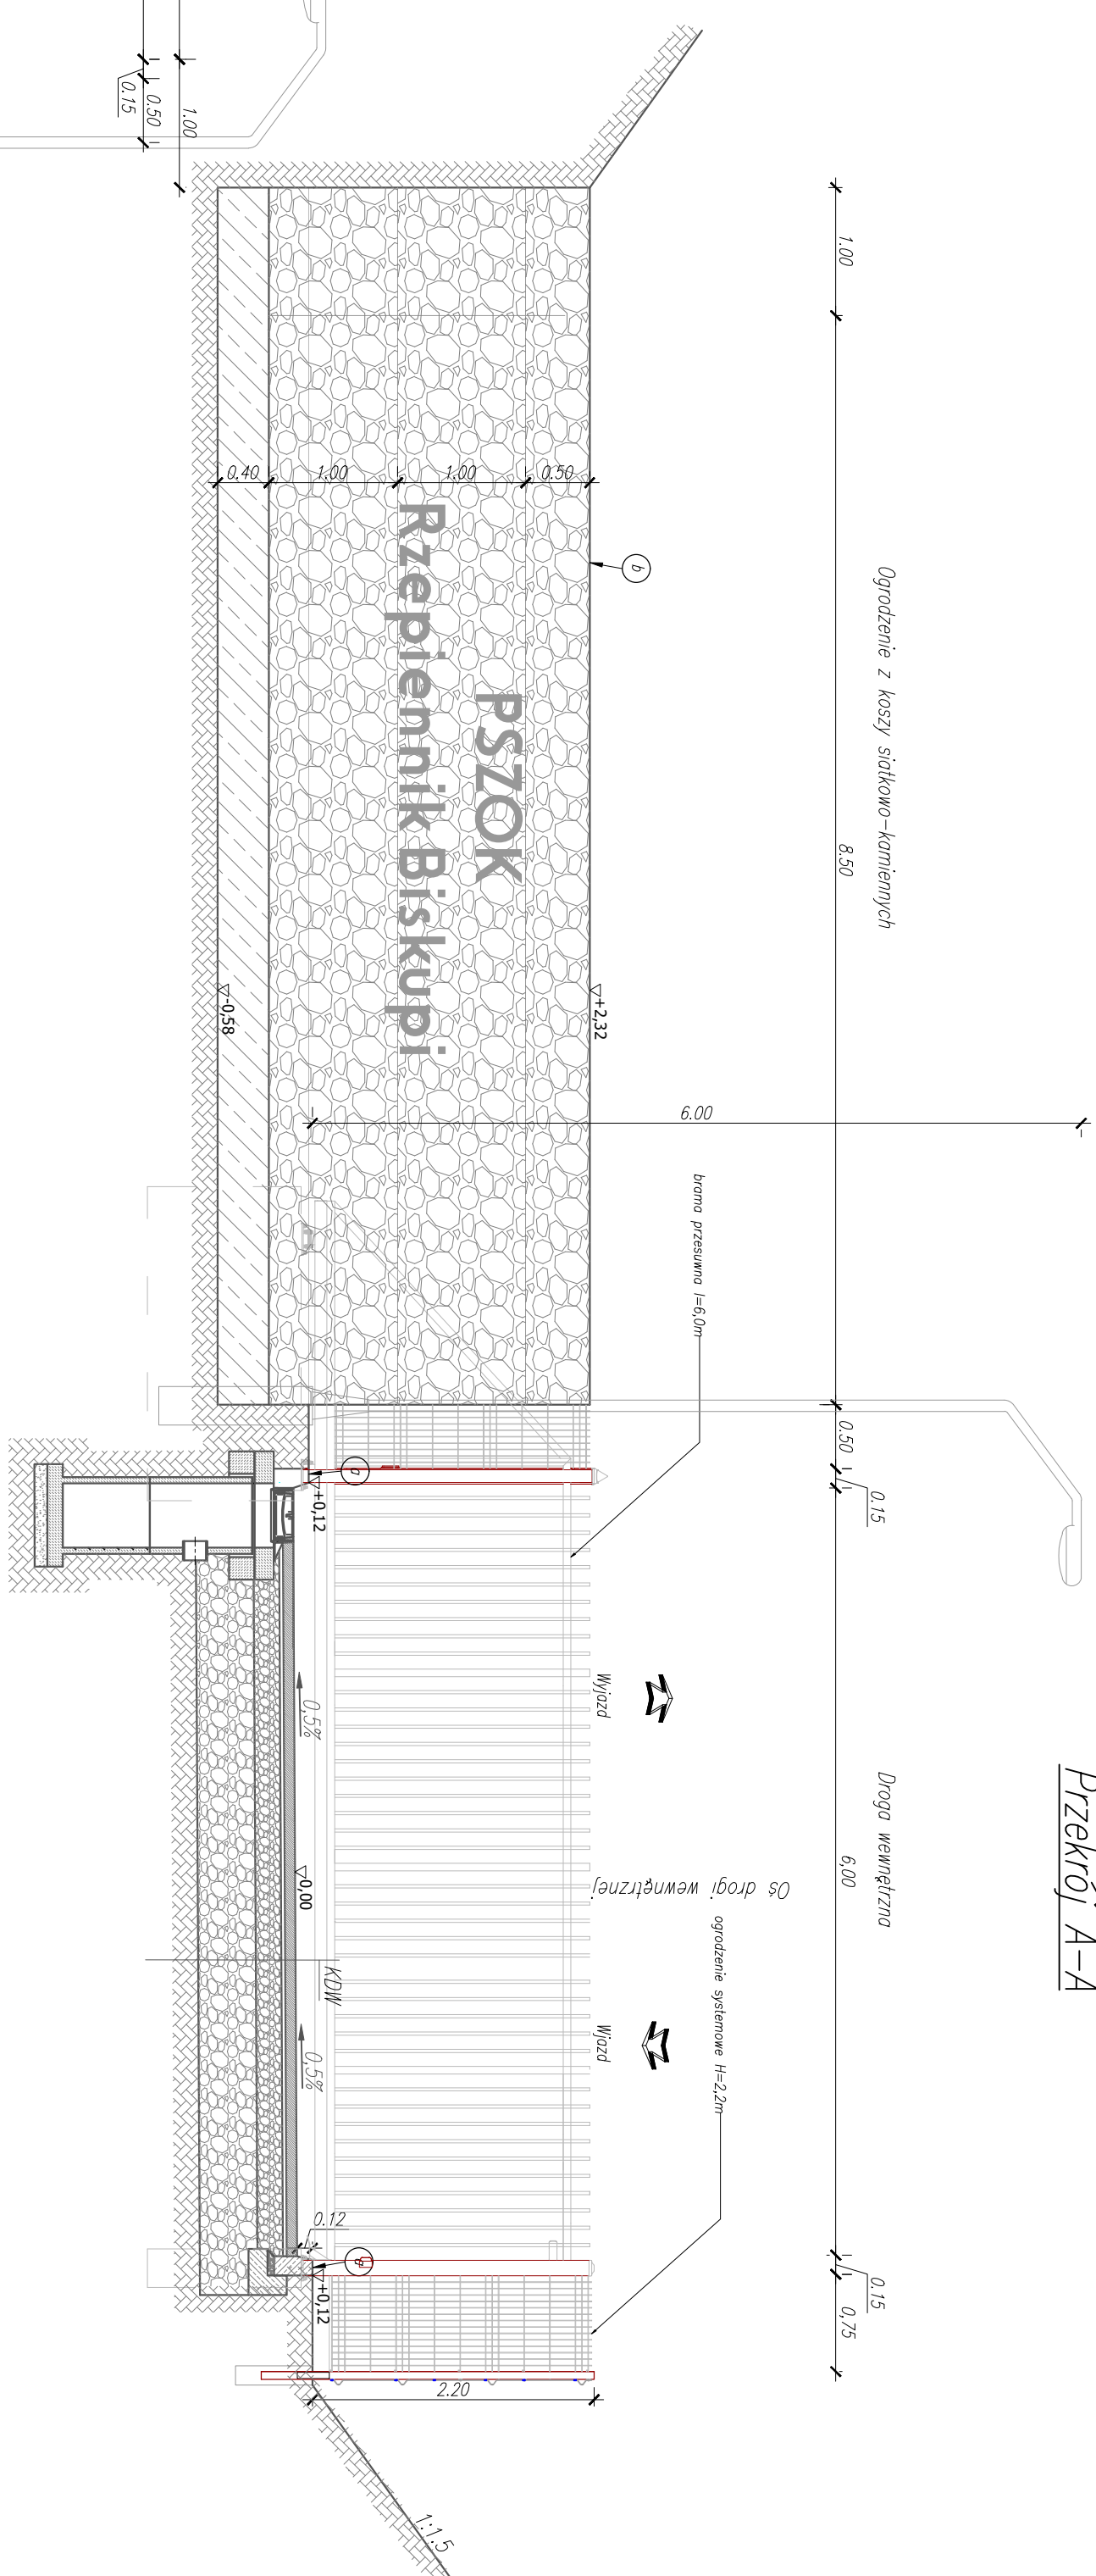 Przekrój A-A
Ogrodzenie z koszy siatkowo-kamiennych
Droga wewnętrzna
1.00
8.50
0.50
0.15
6,00
0.15
0,75
6.00
brama przesuwna l=6,0m
ogrodzenie systemowe H=2,2m
Oś drogi wewnętrznej
Wyjazd
Wjazd
b
+2,32
0.40
1.00
1.00
0.50
PSZOK
Rzepiennik Biskupi
-0,58
a
+0,12
0,5%
0,00
KDW
0,5%
0.12
a
+0,12
2.20
1:1.5
1.00
0.50
0.15